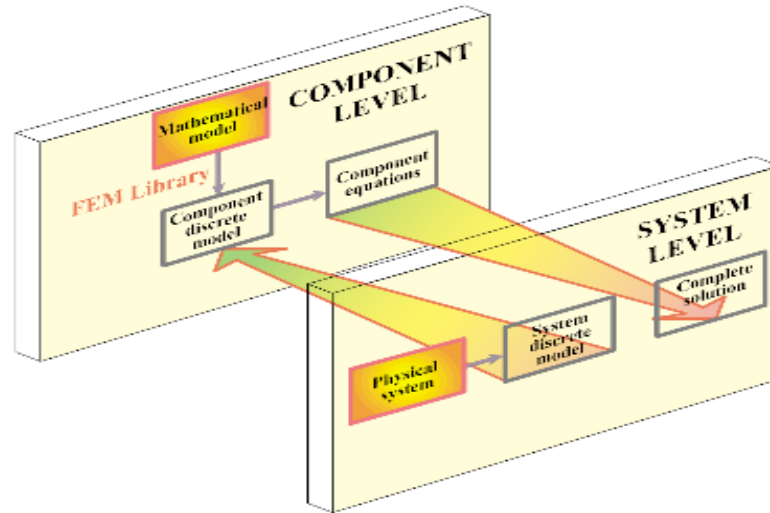 COMPONENT
LEVEL
Mathematical
model
FEM Library
Component
discrete
model
Component
equations
SYSTEM
LEVEL
Complete
solution
System
discrete
model
Physical
system